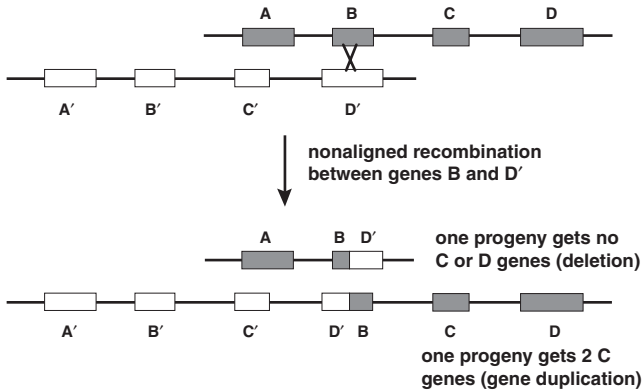 A B C D
A′ B′ C′ D′
nonaligned recombination
between genes B and D′
A B D′
one progeny gets no
C or D genes (deletion)
A′ B′ C′ D′ B C D
one progeny gets 2 C
genes (gene duplication)